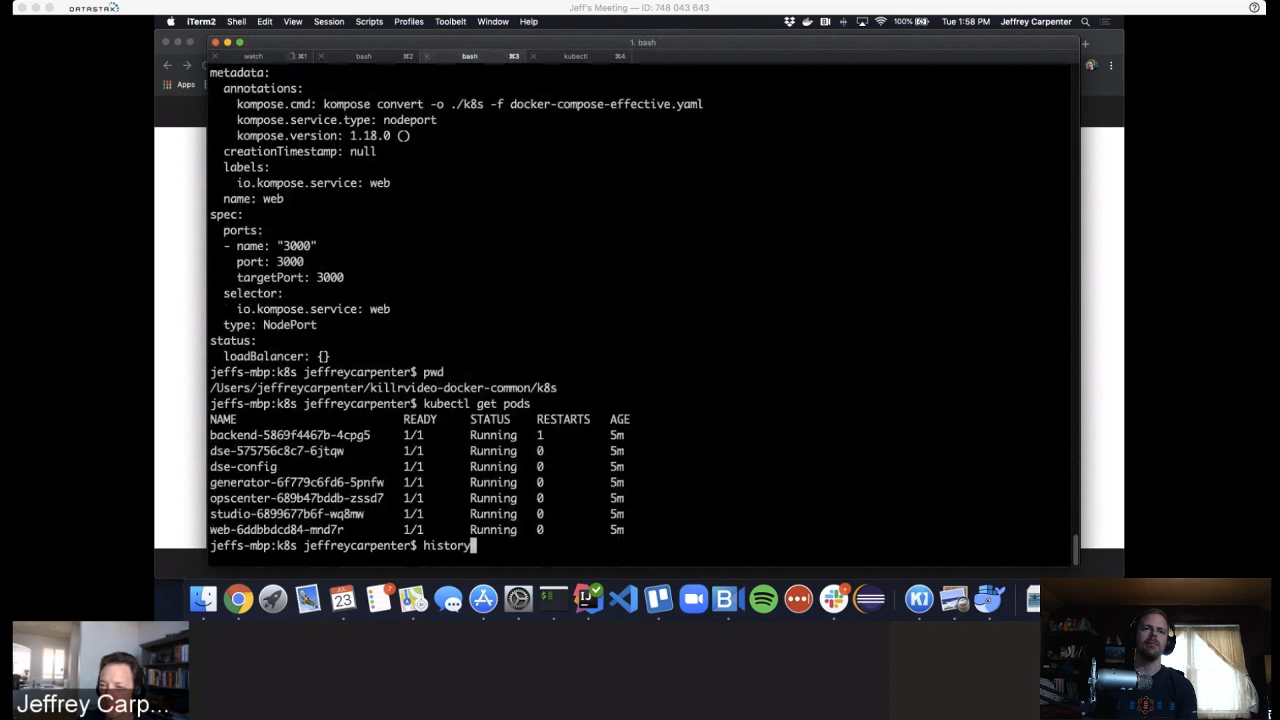 DATASTAX
Jeff's Meeting — ID: 748 043 643
iTerm2 Shell Edit View Session Scripts Profiles Toolbelt Window Help 100% Tue 1:58 PM Jeffrey Carpenter
1. bash
watch ⌘1 bash ⌘2 bash ⌘3 kubectl ⌘4
Apps
metadata:
annotations:
kompose.cmd: kompose convert -o ./k8s -f docker-compose-effective.yaml
kompose.service.type: nodeport
kompose.version: 1.18.0 ()
creationTimestamp: null
labels:
io.kompose.service: web
name: web
spec:
ports:
- name: "3000"
port: 3000
targetPort: 3000
selector:
io.kompose.service: web
type: NodePort
status:
loadBalancer: {}
jeffs-mbp:k8s jeffreycarpenter$ pwd
/Users/jeffreycarpenter/killrvideo-docker-common/k8s
jeffs-mbp:k8s jeffreycarpenter$ kubectl get pods
NAME READY STATUS RESTARTS AGE
backend-5869f4467b-4cpg5 1/1 Running 1 5m
dse-575756c8c7-6jtqw 1/1 Running 0 5m
dse-config 1/1 Running 0 5m
generator-6f779c6fd6-5pnfw 1/1 Running 0 5m
opscenter-689b47bddb-zssd7 1/1 Running 0 5m
studio-6899677b6f-wq8mw 1/1 Running 0 5m
web-6ddbbdcd84-mnd7r 1/1 Running 0 5m
jeffs-mbp:k8s jeffreycarpenter$ history
Jeffrey Carp...